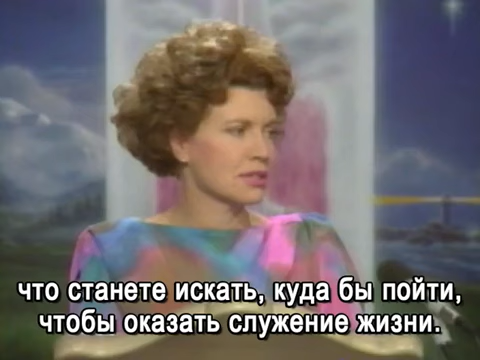 что станете искать, куда бы пойти,
чтобы оказать служение жизни.